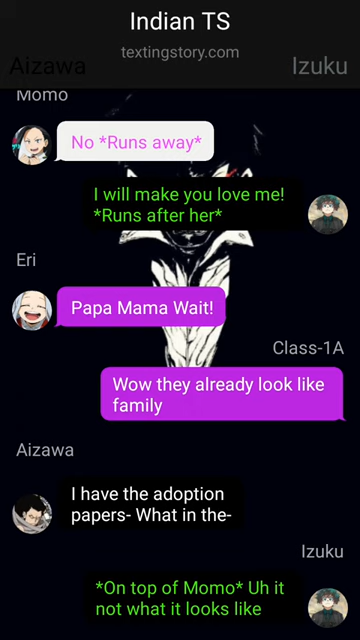 Indian TS
textingstory.com
Aizawa
Izuku
Momo
No *Runs away*
I will make you love me!
*Runs after her*
Eri
Papa Mama Wait!
Class-1A
Wow they already look like
family
Aizawa
I have the adoption
papers- What in the-
Izuku
*On top of Momo* Uh it
not what it looks like